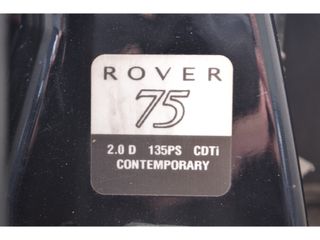 ROVER
75
2.0 D 135PS CDTi
CONTEMPORARY